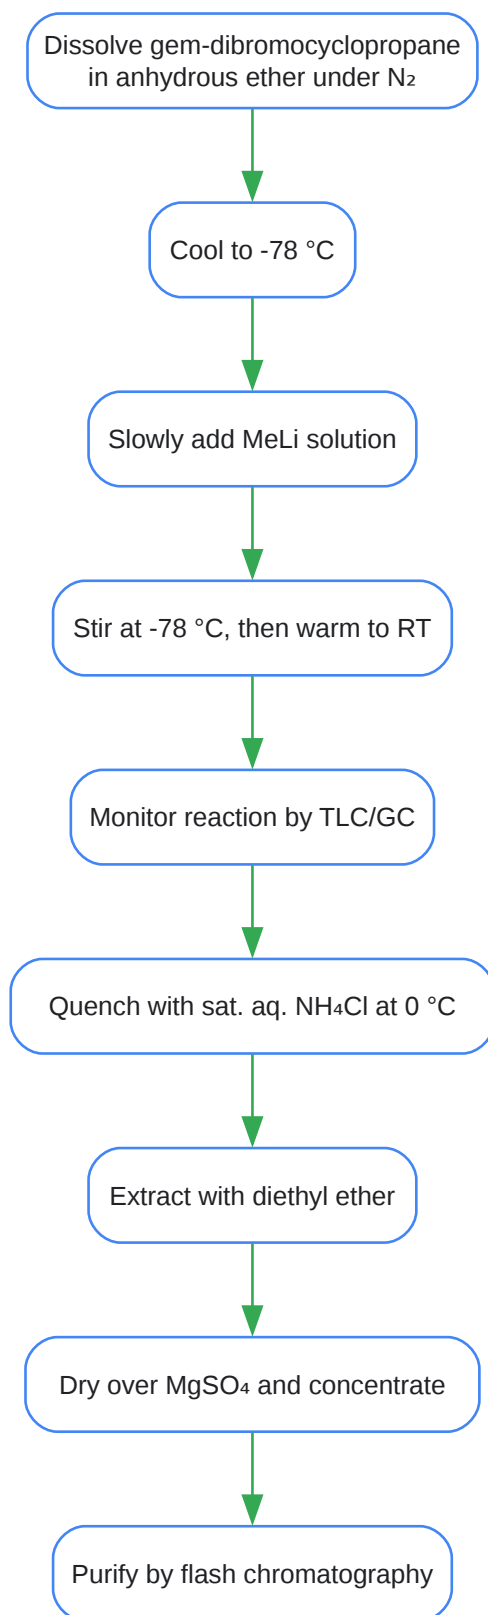 Dissolve gem-dibromocyclopropane
in anhydrous ether under N₂
Cool to -78 °C
Slowly add MeLi solution
Stir at -78 °C, then warm to RT
Monitor reaction by TLC/GC
Quench with sat. aq. NH₄Cl at 0 °C
Extract with diethyl ether
Dry over MgSO₄ and concentrate
Purify by flash chromatography